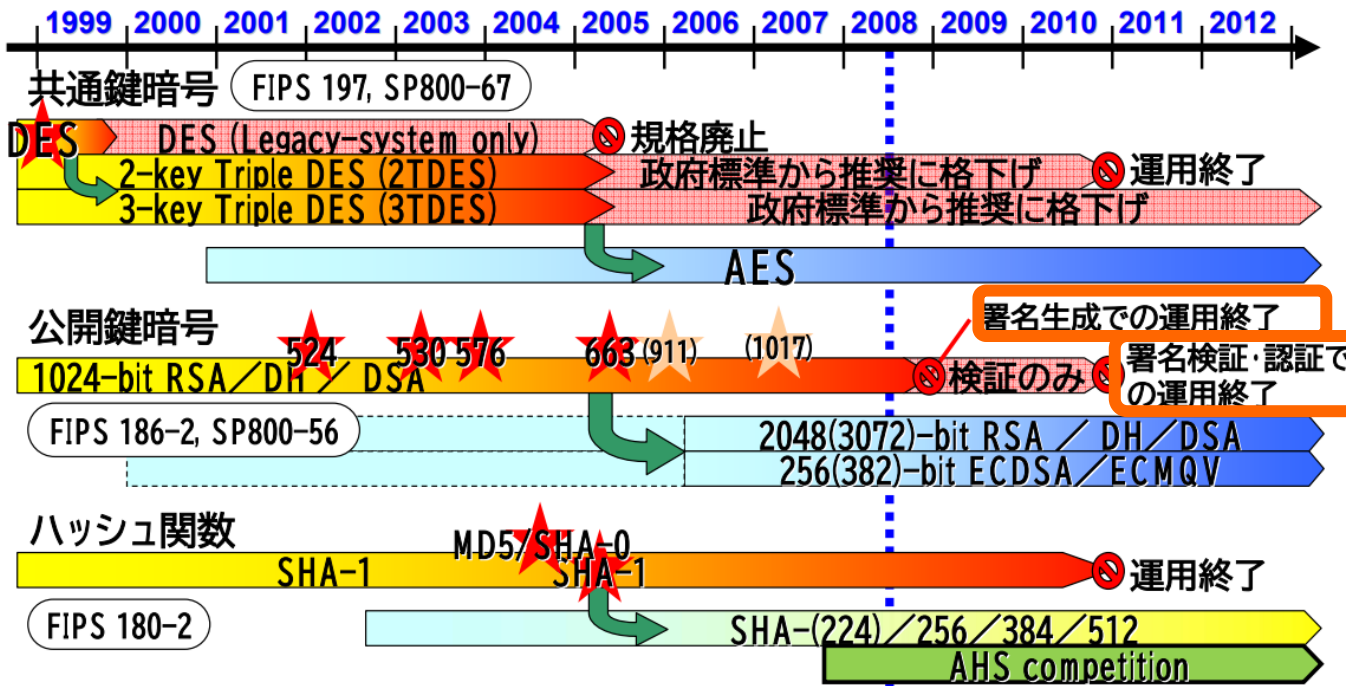 1999 2000 2001 2002 2003 2004 2005 2006 2007 2008 2009 2010 2011 2012
共通鍵暗号 FIPS 197, SP800-67
DES DES (Legacy-system only) 規格廃止
2-key Triple DES (2TDES) 政府標準から推奨に格下げ 運用終了
3-key Triple DES (3TDES) 政府標準から推奨に格下げ
AES
公開鍵暗号 署名生成での運用終了
524 530 576 663 (911) (1017)
1024-bit RSA/DH/DSA 検証のみ 署名検証・認証で
の運用終了
FIPS 186-2, SP800-56
2048(3072)-bit RSA/DH/DSA
256(382)-bit ECDSA/ECMQV
ハッシュ関数
MD5/SHA-0
SHA-1 SHA-1 運用終了
FIPS 180-2 SHA-(224)/256/384/512
AHS competition